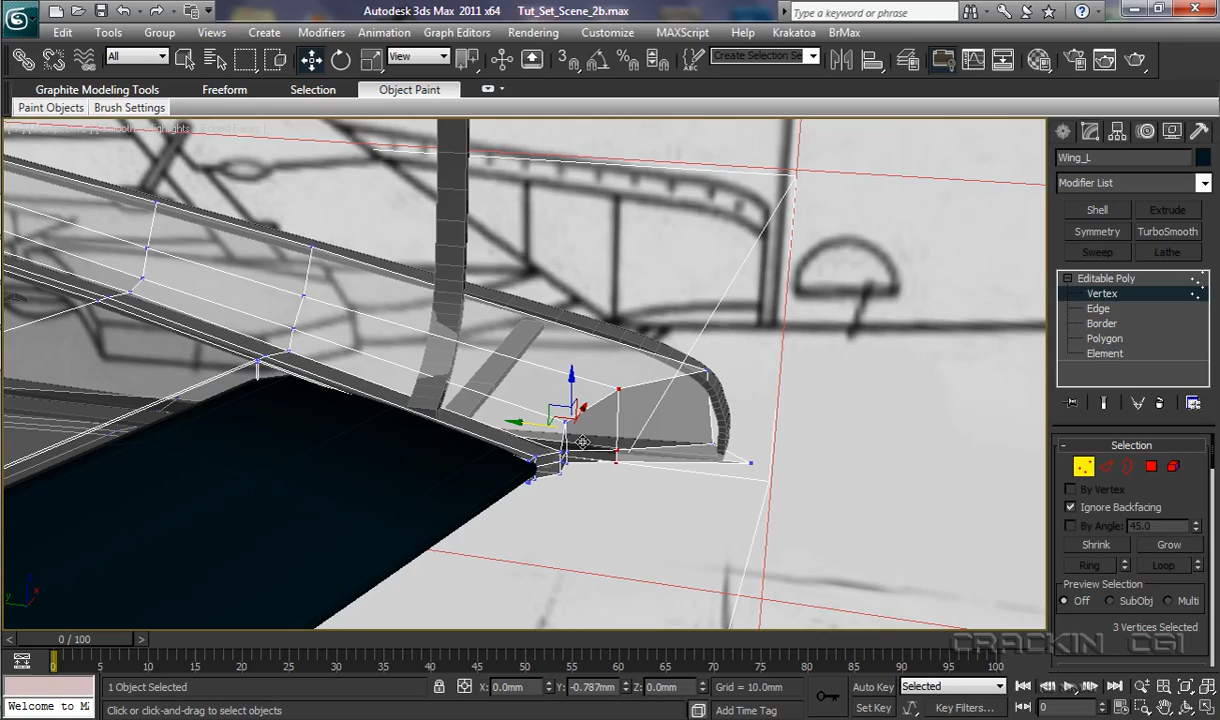 Autodesk 3ds Max 2011 x64 Tut_Set_Scene_2b.max
Type a keyword or phrase
Edit Tools Group Views Create Modifiers Animation Graph Editors Rendering Customize MAXScript Help Krakatoa BrMax
All View Create Selection Se
Graphite Modeling Tools Freeform Selection Object Paint
Paint Objects Brush Settings
Wing_L
Modifier List
Shell Extrude
Symmetry TurboSmooth
Sweep Lathe
Editable Poly
Vertex
Edge
Border
Polygon
Element
Selection
By Vertex
Ignore Backfacing
By Angle: 45.0
Shrink Grow
Ring Loop
Preview Selection
Off SubObj Multi
3 Vertices Selected
CRACKIN CGI
0 / 100
0 5 10 15 20 25 30 35 40 45 50 55 60 65 70 75 80 85 90 95 100
1 Object Selected X: 0.0mm Y: -0.787mm Z: 0.0mm Grid = 10.0mm Auto Key Selected
Welcome to M Click or click-and-drag to select objects Add Time Tag Set Key Key Filters... 0